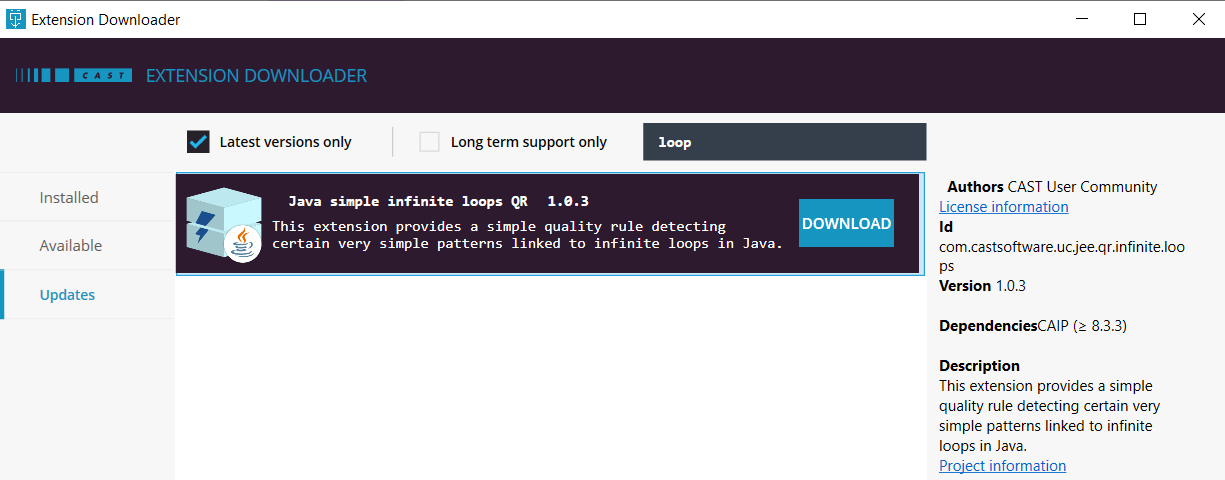 Extension Downloader
CAST
EXTENSION DOWNLOADER
Latest versions only
Long term support only
loop
Installed
Available
Updates
Java simple infinite loops QR 1.0.3
This extension provides a simple quality rule detecting
certain very simple patterns linked to infinite loops in Java.
DOWNLOAD
Authors CAST User Community
License information
Id
com.castsoftware.uc.jee.qr.infinite.loo
ps
Version 1.0.3
DependenciesCAIP (≥ 8.3.3)
Description
This extension provides a simple
quality rule detecting certain very
simple patterns linked to infinite
loops in Java.
Project information